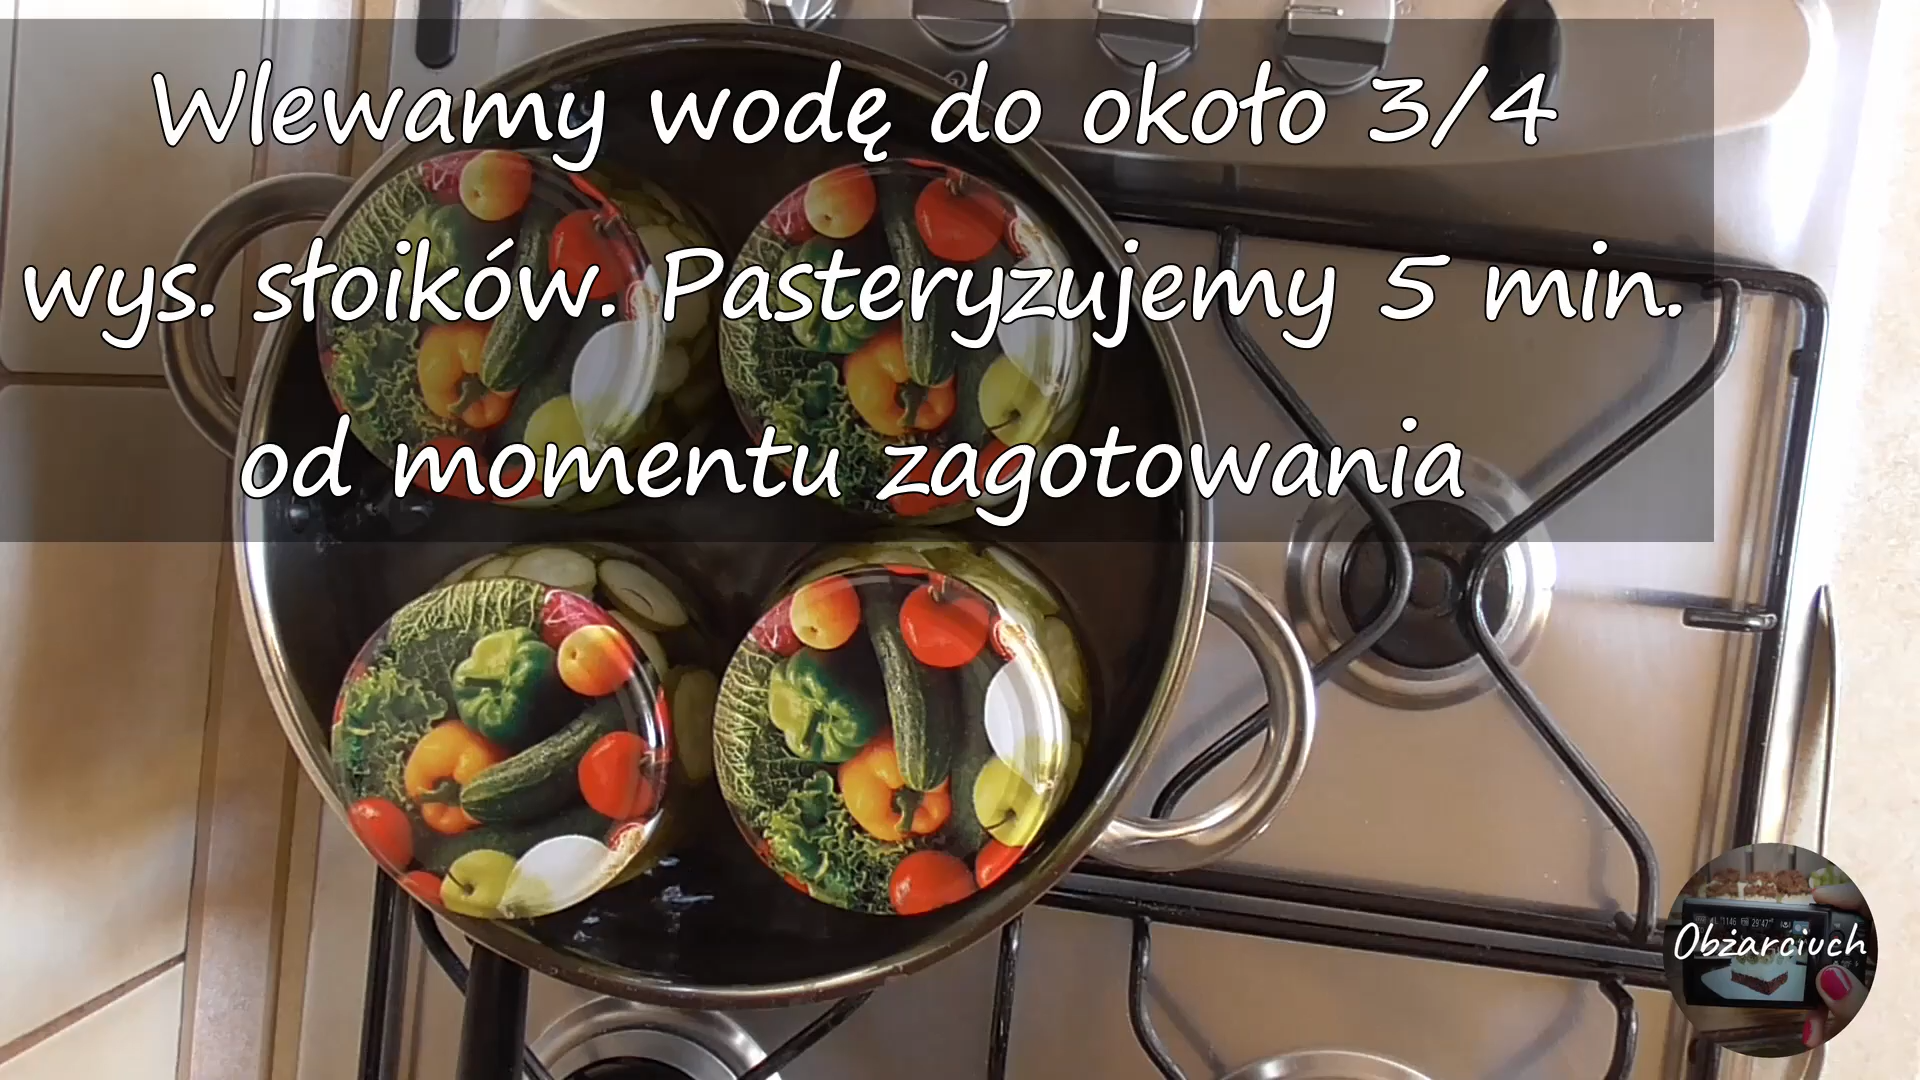 Wlewamy wodę do około 3/4
wys. słoików. Pasteryzujemy 5 min.
od momentu zagotowania
Obżarciuch